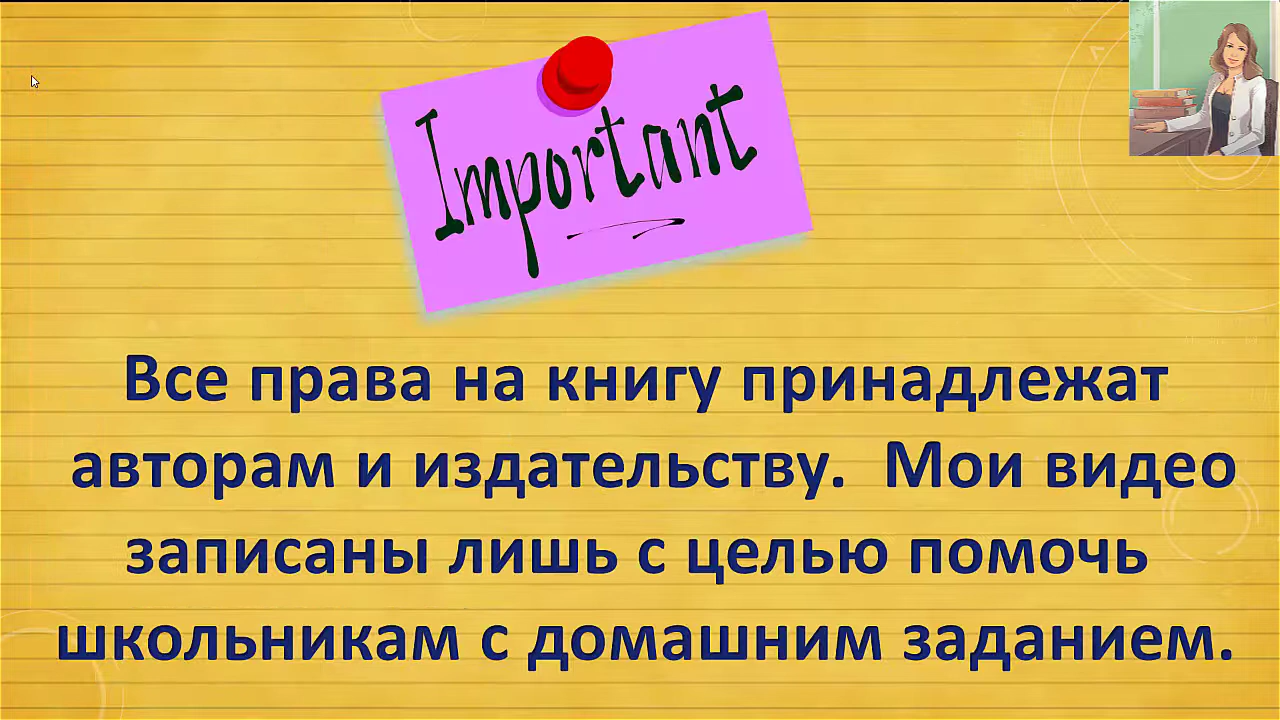 Important
Все права на книгу принадлежат
авторам и издательству. Мои видео
записаны лишь с целью помочь
школьникам с домашним заданием.